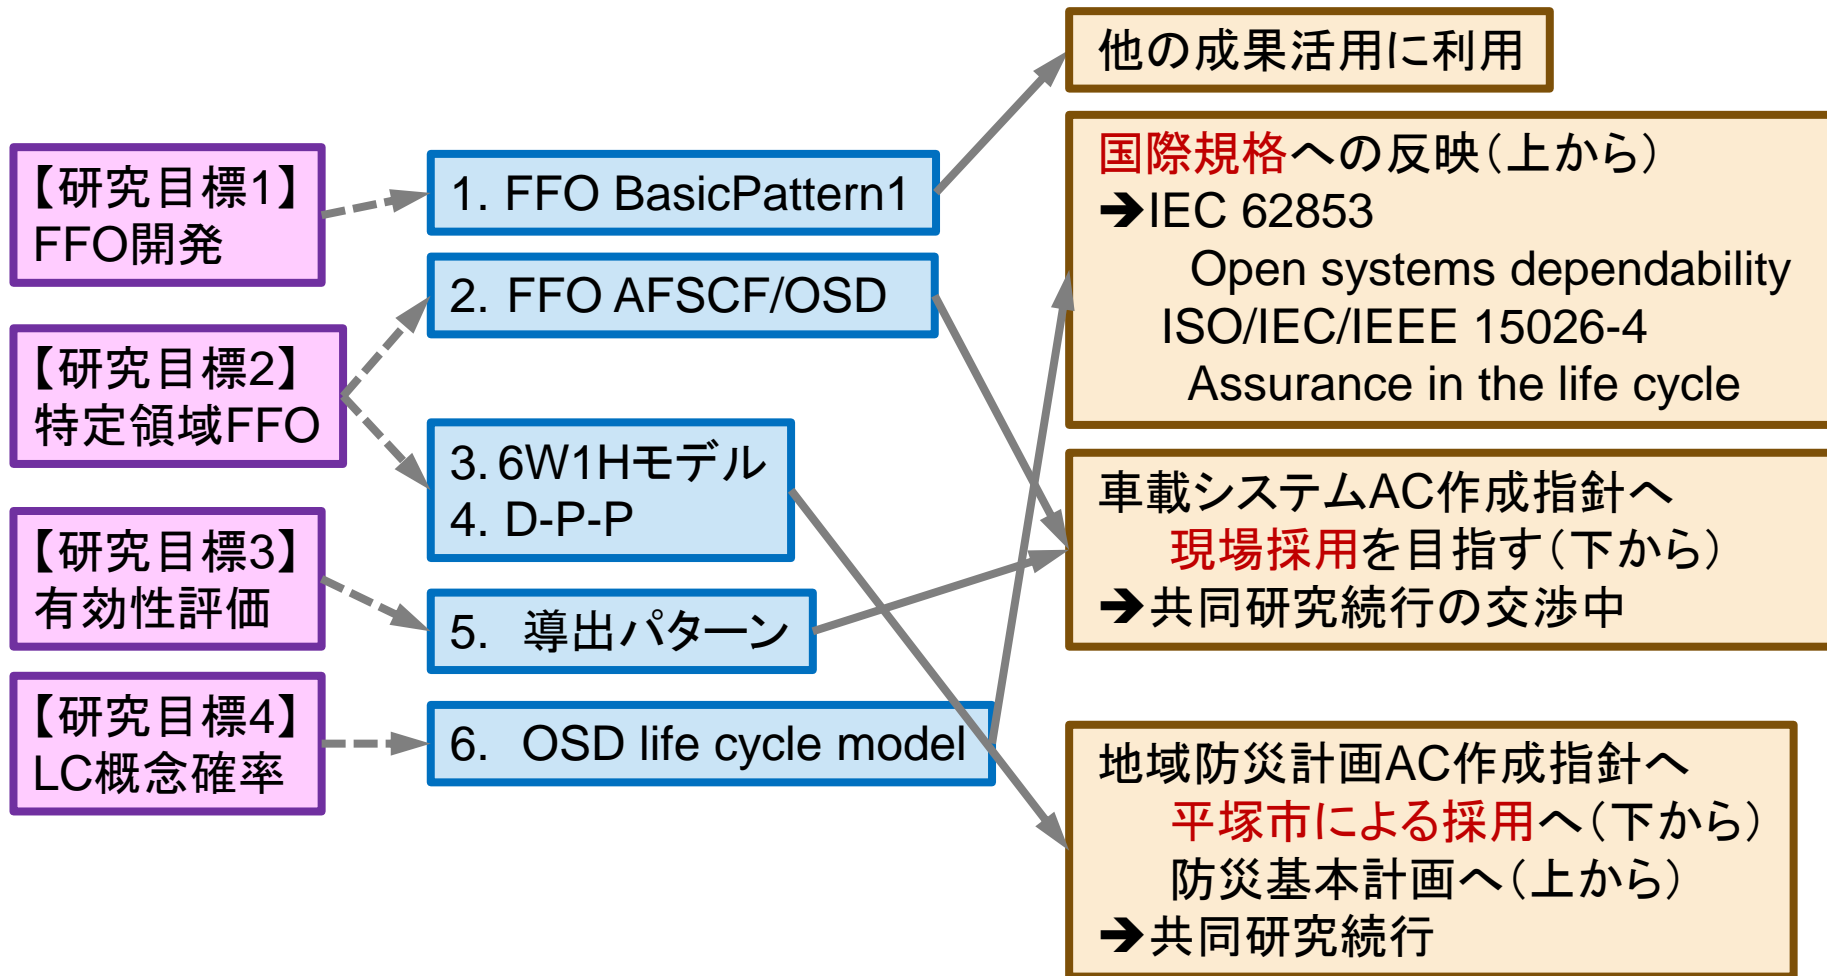 【研究目標1】
FFO開発
【研究目標2】
特定領域FFO
【研究目標3】
有効性評価
【研究目標4】
LC概念確率
1. FFO BasicPattern1
2. FFO AFSCF/OSD
3. 6W1Hモデル
4. D-P-P
5. 導出パターン
6. OSD life cycle model
他の成果活用に利用
国際規格への反映(上から)
➔IEC 62853
Open systems dependability
ISO/IEC/IEEE 15026-4
Assurance in the life cycle
車載システムAC作成指針へ
現場採用を目指す(下から)
➔共同研究続行の交渉中
地域防災計画AC作成指針へ
平塚市による採用へ(下から)
防災基本計画へ(上から)
➔共同研究続行